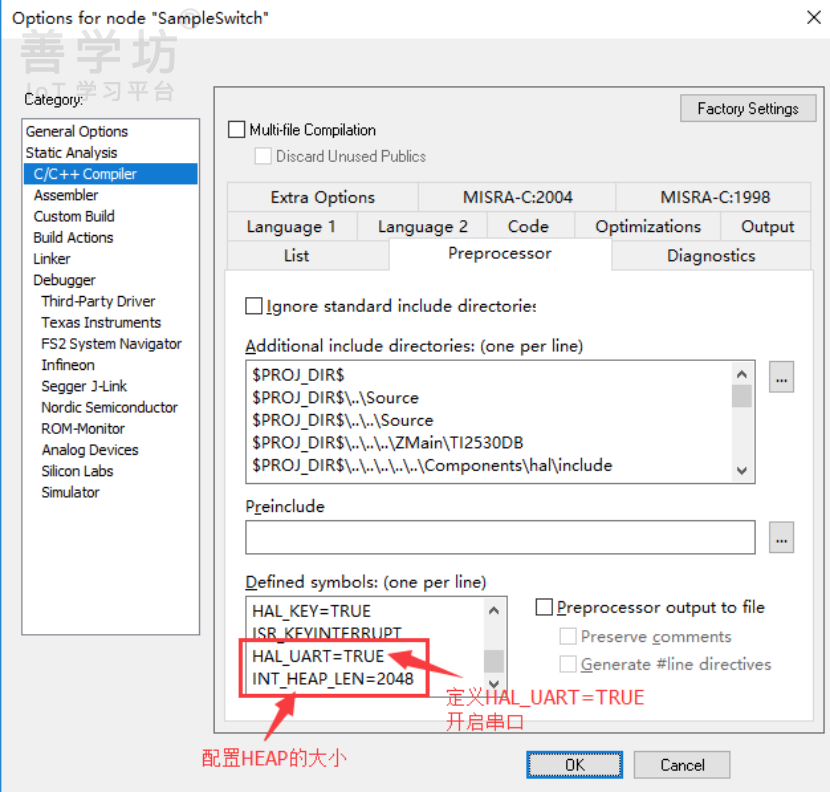 Options for node "SampleSwitch"
善学坊
®
IoT 学习平台
Category:
General Options
Static Analysis
C/C++ Compiler
Assembler
Custom Build
Build Actions
Linker
Debugger
Third-Party Driver
Texas Instruments
FS2 System Navigator
Infineon
Segger J-Link
Nordic Semiconductor
ROM-Monitor
Analog Devices
Silicon Labs
Simulator
Factory Settings
Multi-file Compilation
Discard Unused Publics
Extra Options MISRA-C:2004 MISRA-C:1998
Language 1 Language 2 Code Optimizations Output
List Preprocessor Diagnostics
Ignore standard include directories
Additional include directories: (one per line)
$PROJ_DIR$
$PROJ_DIR$\..\Source
$PROJ_DIR$\..\..\Source
$PROJ_DIR$\..\..\..\ZMain\TI2530DB
$PROJ_DIR$\..\..\..\..\..\Components\hal\include
...
Preinclude
...
Defined symbols: (one per line)
HAL_KEY=TRUE
ISR_KEYINTERRUPT
HAL_UART=TRUE
INT_HEAP_LEN=2048
Preprocessor output to file
Preserve comments
Generate #line directives
定义HAL_UART=TRUE
开启串口
配置HEAP的大小
OK Cancel